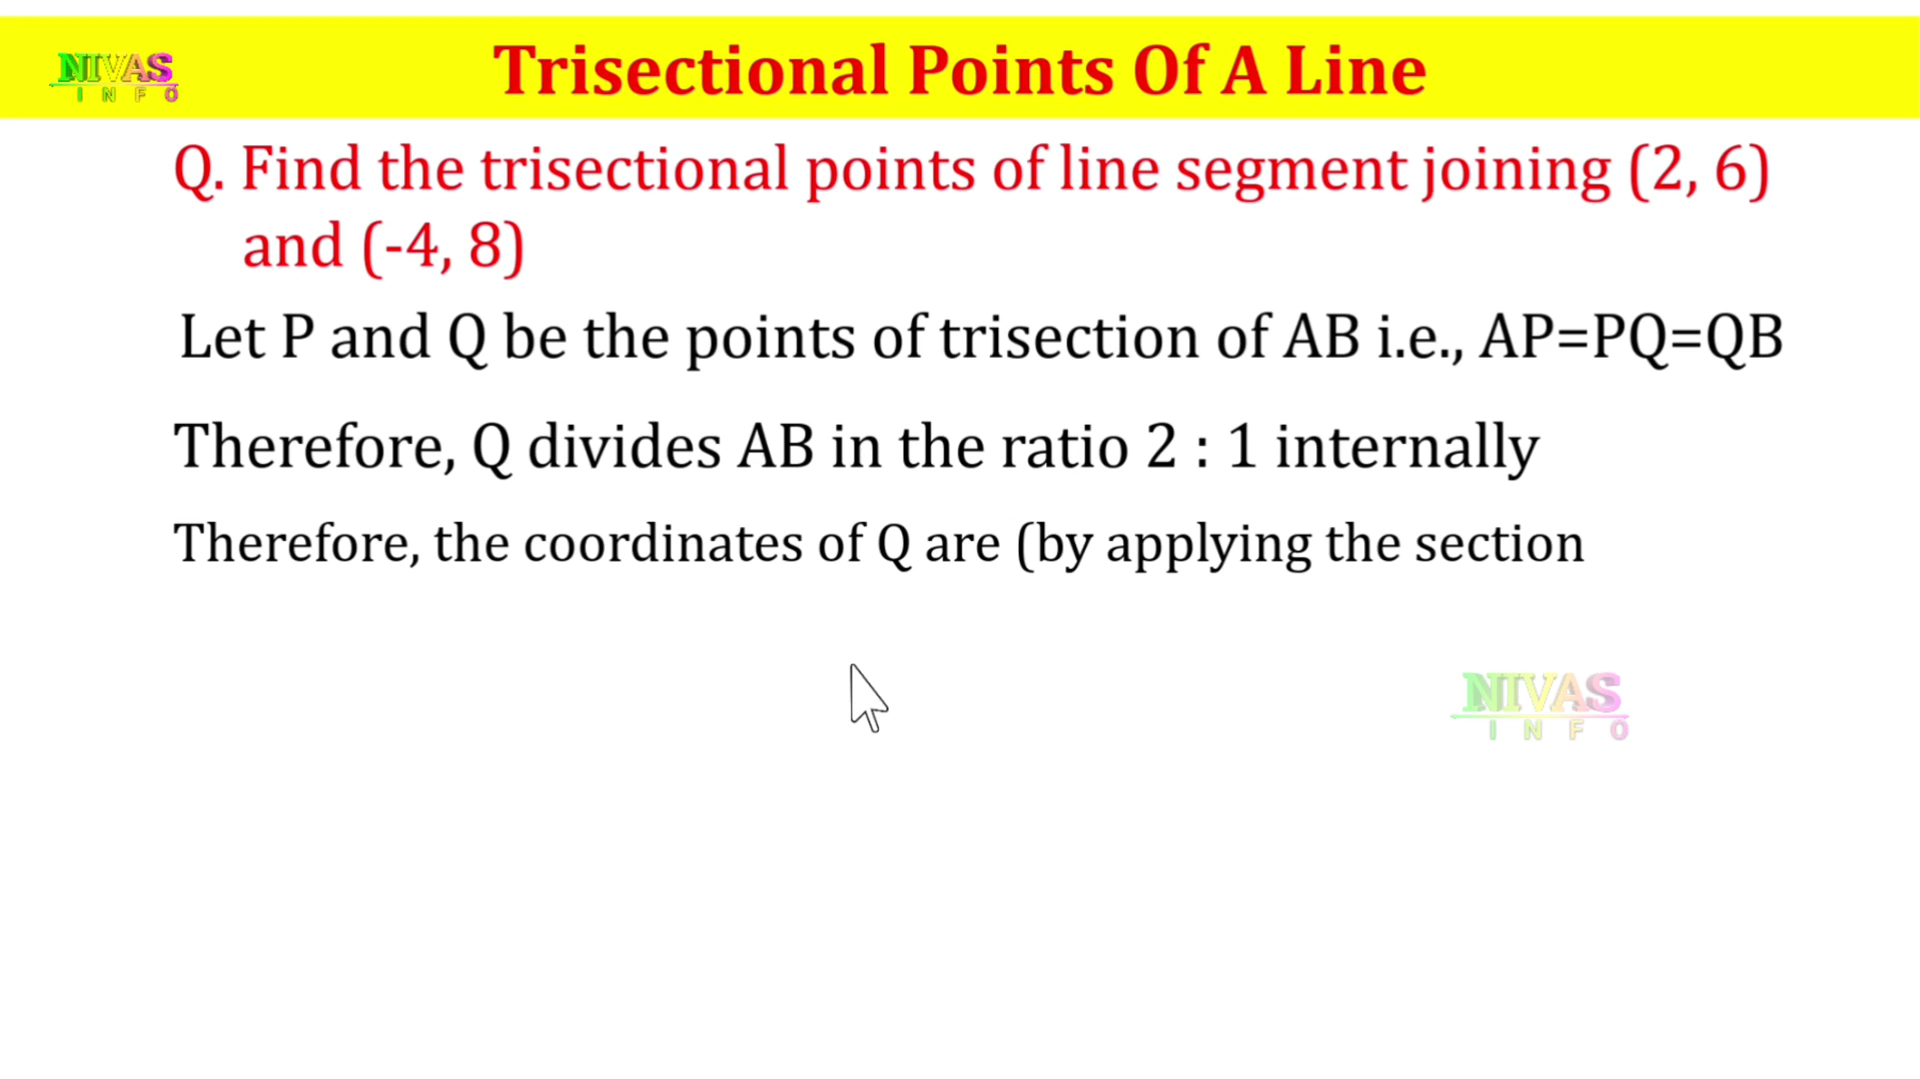 NIVAS
INFO
Trisectional Points Of A Line
Q. Find the trisectional points of line segment joining (2, 6)
and (-4, 8)
Let P and Q be the points of trisection of AB i.e., AP=PQ=QB
Therefore, Q divides AB in the ratio 2 : 1 internally
Therefore, the coordinates of Q are (by applying the section
NIVAS
INFO